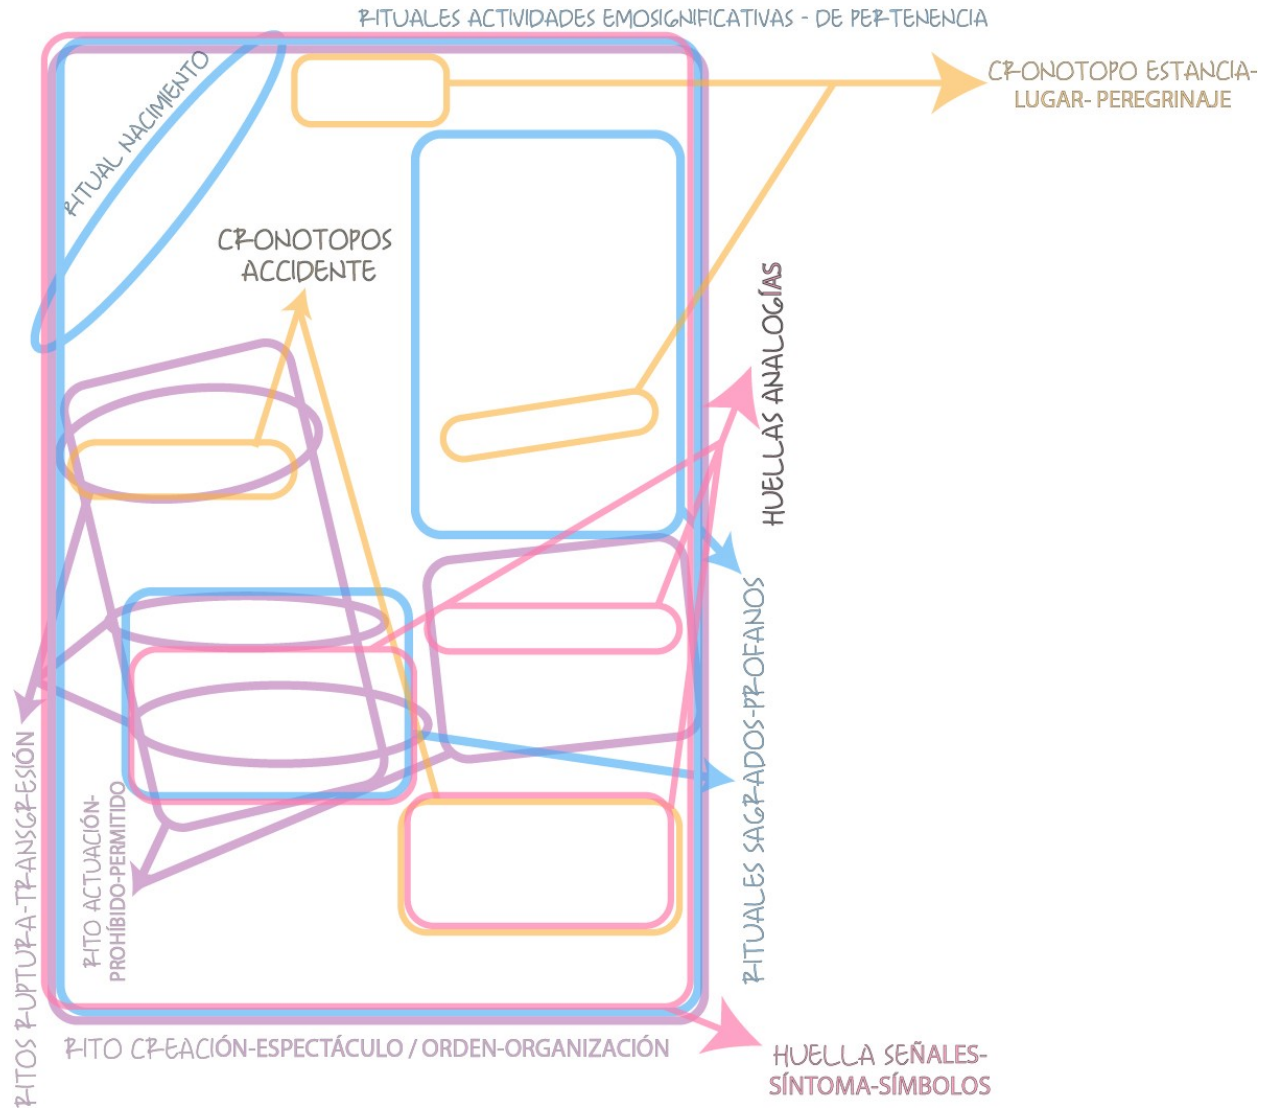 RITUALES ACTIVIDADES EMOSIGNIFICATIVAS - DE PERTENENCIA
CRONOTOPO ESTANCIA-
LUGAR- PEREGRINAJE
RITUAL NACIMIENTO
CRONOTOPOS
ACCIDENTE
HUELLAS ANALOGÍAS
RITUALES SAGRADOS-PROFANOS
RITOS RUPTURA-TRANSGRESIÓN
RITO ACTUACIÓN-
PROHÍBIDO-PERMITIDO
RITO CREACIÓN-ESPECTÁCULO / ORDEN-ORGANIZACIÓN
HUELLA SEÑALES-
SÍNTOMA-SÍMBOLOS